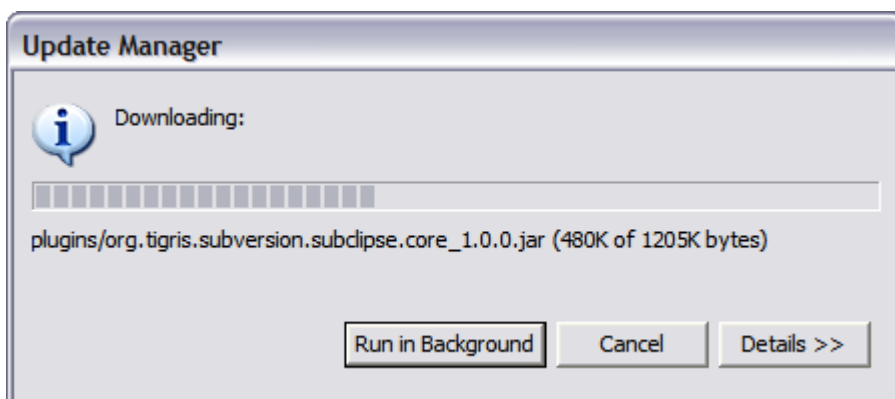 Update Manager
Downloading:
plugins/org.tigris.subversion.subclipse.core_1.0.0.jar (480K of 1205K bytes)
Run in Background Cancel Details >>